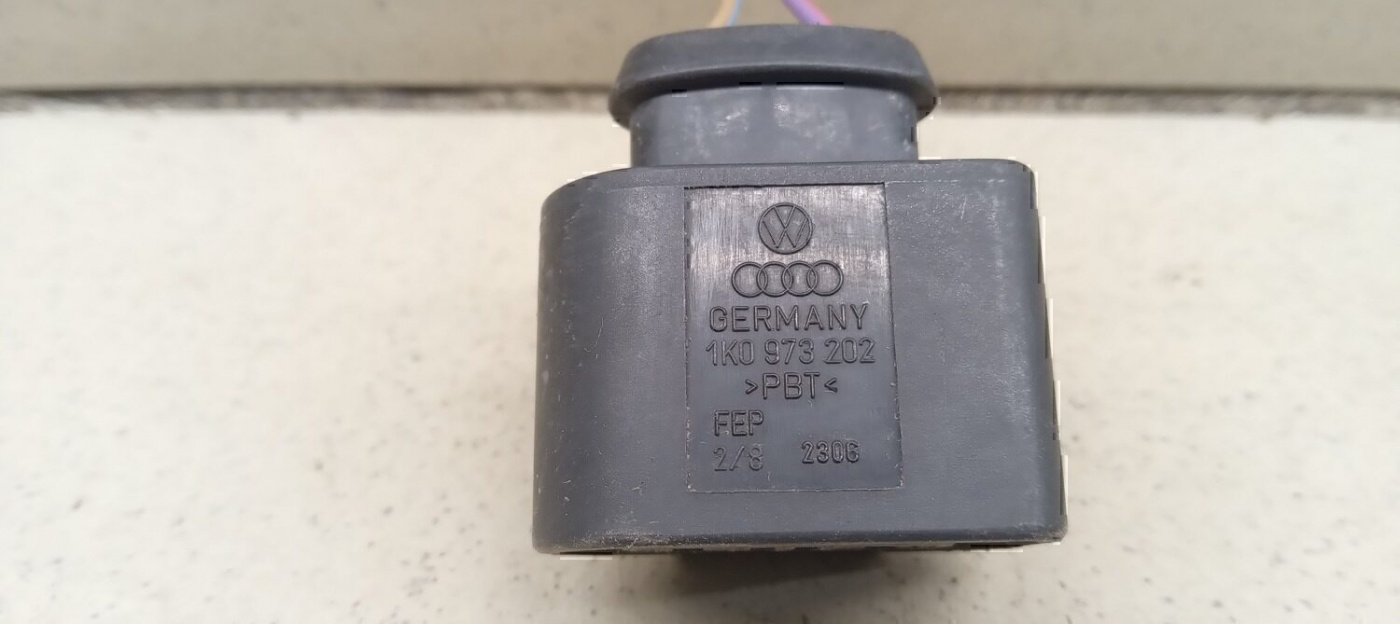 GERMANY
1K0 973 202
>PBT<
FEP
2/8 2306